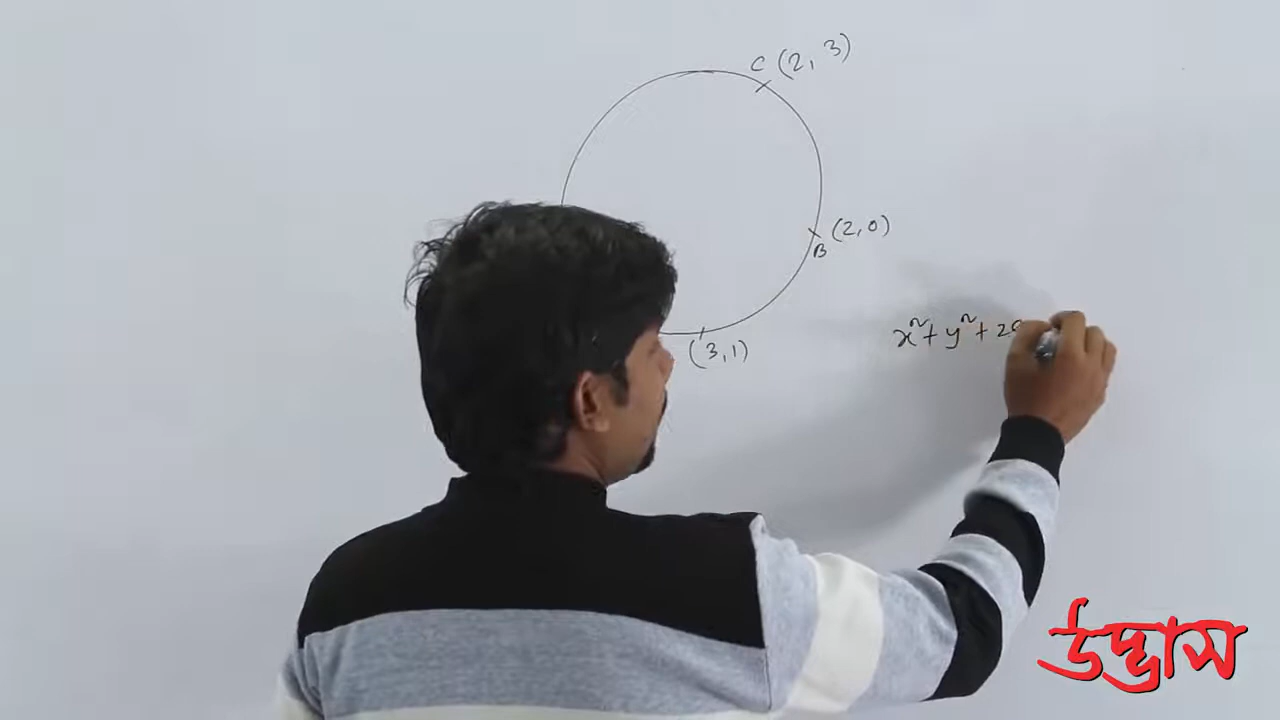 C (2, 3)
B (2, 0)
(3, 1)
x² + y² + 2
উদ্ভাস